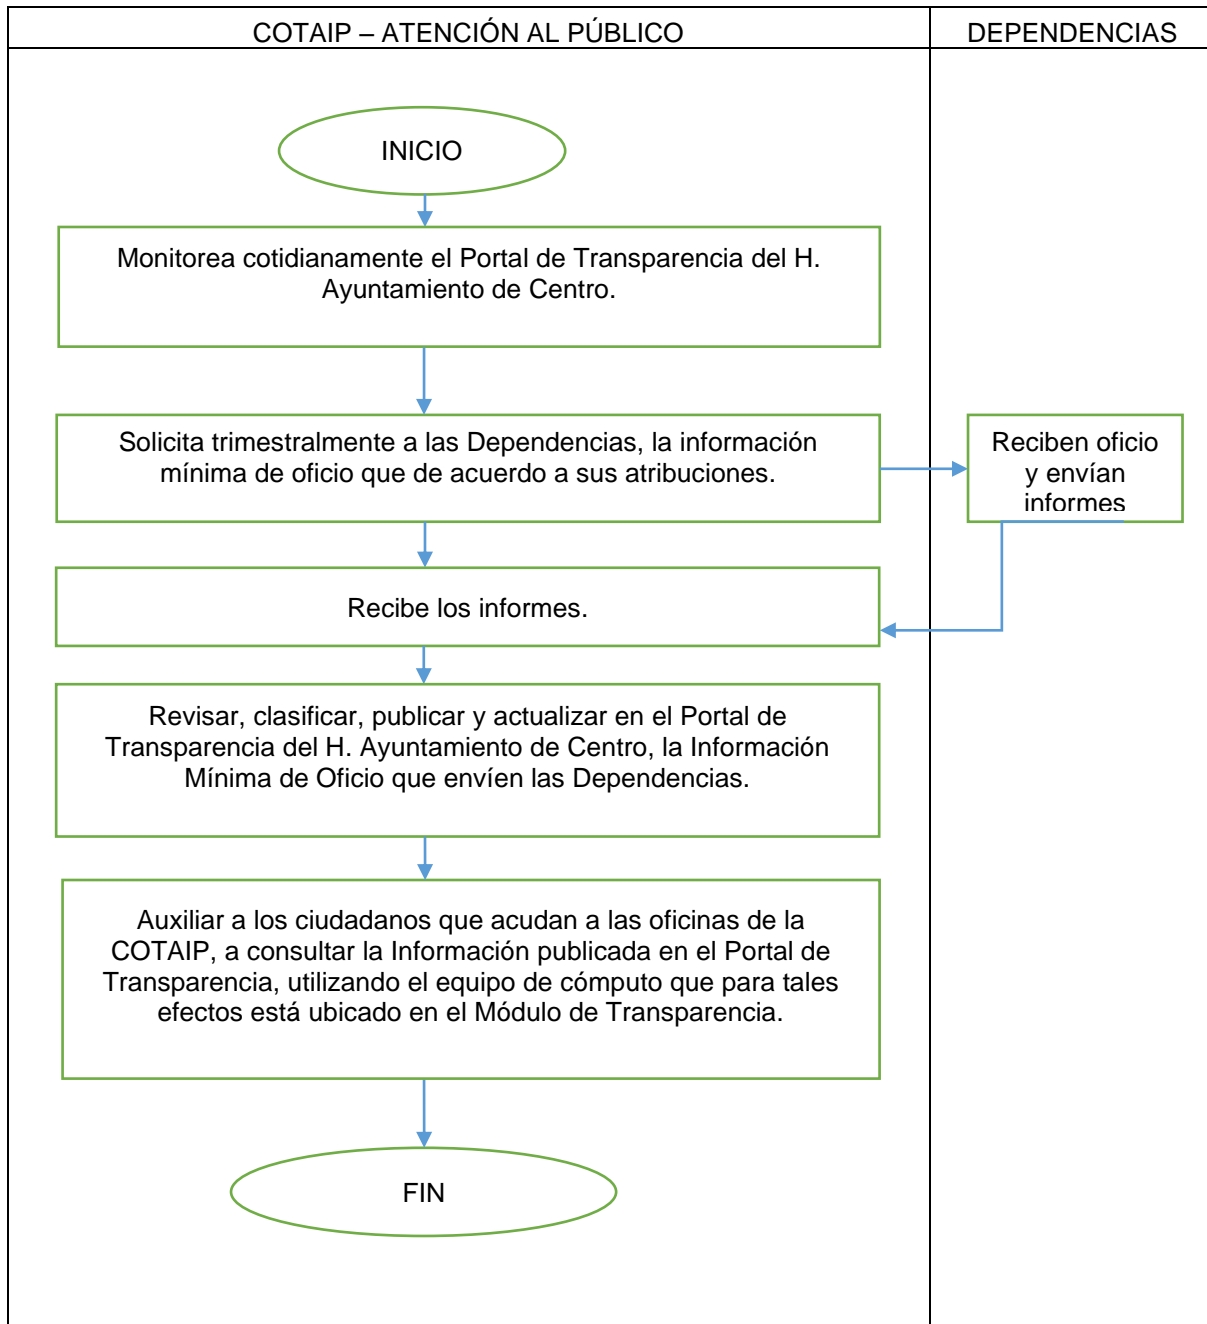 COTAIP – ATENCIÓN AL PÚBLICO
DEPENDENCIAS
INICIO
Monitorea cotidianamente el Portal de Transparencia del H.
Ayuntamiento de Centro.
Solicita trimestralmente a las Dependencias, la información
mínima de oficio que de acuerdo a sus atribuciones.
Reciben oficio
y envían
informes
Recibe los informes.
Revisar, clasificar, publicar y actualizar en el Portal de
Transparencia del H. Ayuntamiento de Centro, la Información
Mínima de Oficio que envíen las Dependencias.
Auxiliar a los ciudadanos que acudan a las oficinas de la
COTAIP, a consultar la Información publicada en el Portal de
Transparencia, utilizando el equipo de cómputo que para tales
efectos está ubicado en el Módulo de Transparencia.
FIN